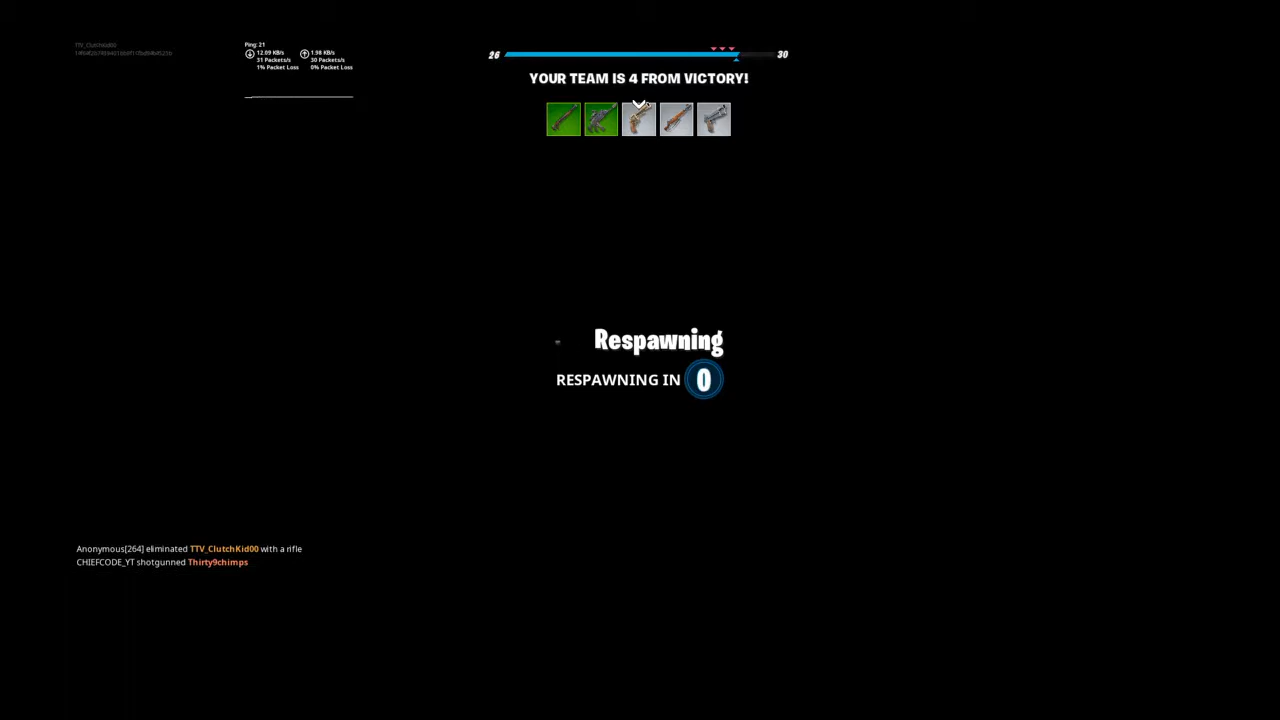 TTV_ClutchKid00
Ping: 21
12.09 KB/s 1.98 KB/s
31 Packets/s 30 Packets/s
1% Packet Loss 0% Packet Loss
26 30
YOUR TEAM IS 4 FROM VICTORY!
Respawning
RESPAWNING IN 0
Anonymous[264] eliminated TTV_ClutchKid00 with a rifle
CHIEFCODE_YT shotgunned Thirty9chimps